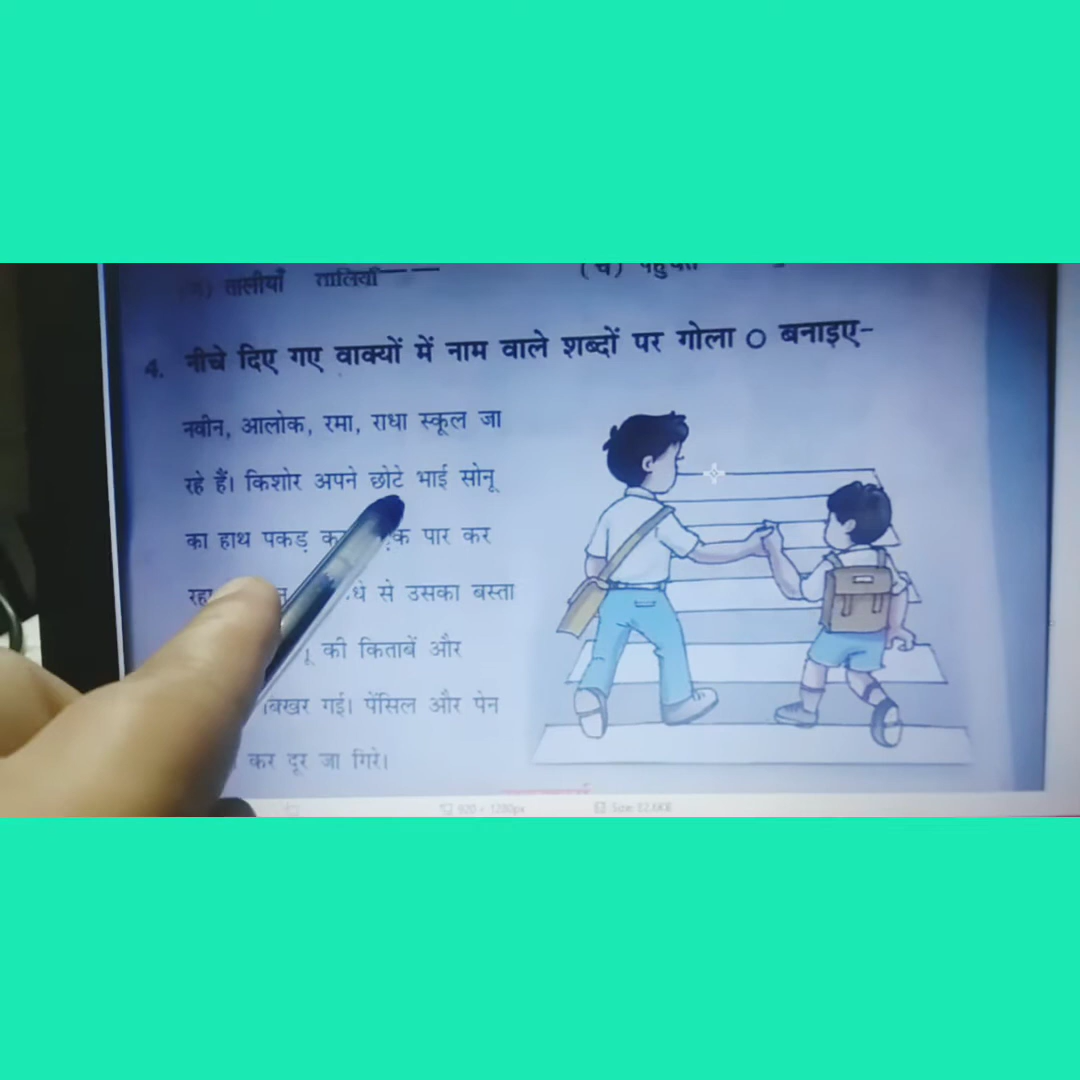 तालीयाँ तालियाँ
4. नीचे दिए गए वाक्यों में नाम वाले शब्दों पर गोला O बनाइए-
नवीन, आलोक, रमा, राधा स्कूल जा
रहे हैं। किशोर अपने छोटे भाई सोनू
का हाथ पकड़ पार कर
से उसका बस्ता
की किताबें और
गई। पेंसिल और पेन
कर दूर जा गिरे।